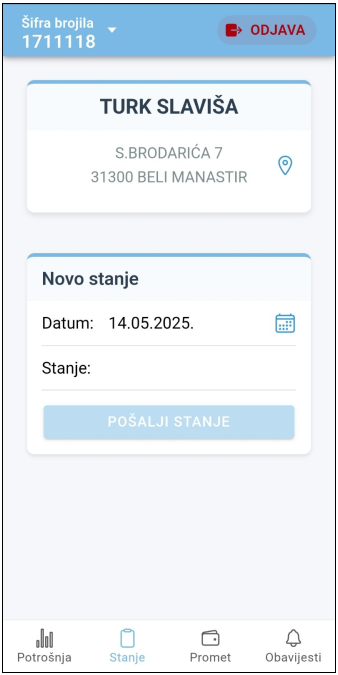 Šifra brojila
1711118
ODJAVA
TURK SLAVIŠA
S.BRODARIĆA 7
31300 BELI MANASTIR
Novo stanje
Datum: 14.05.2025.
Stanje:
POŠALJI STANJE
Potrošnja Stanje Promet Obavijesti